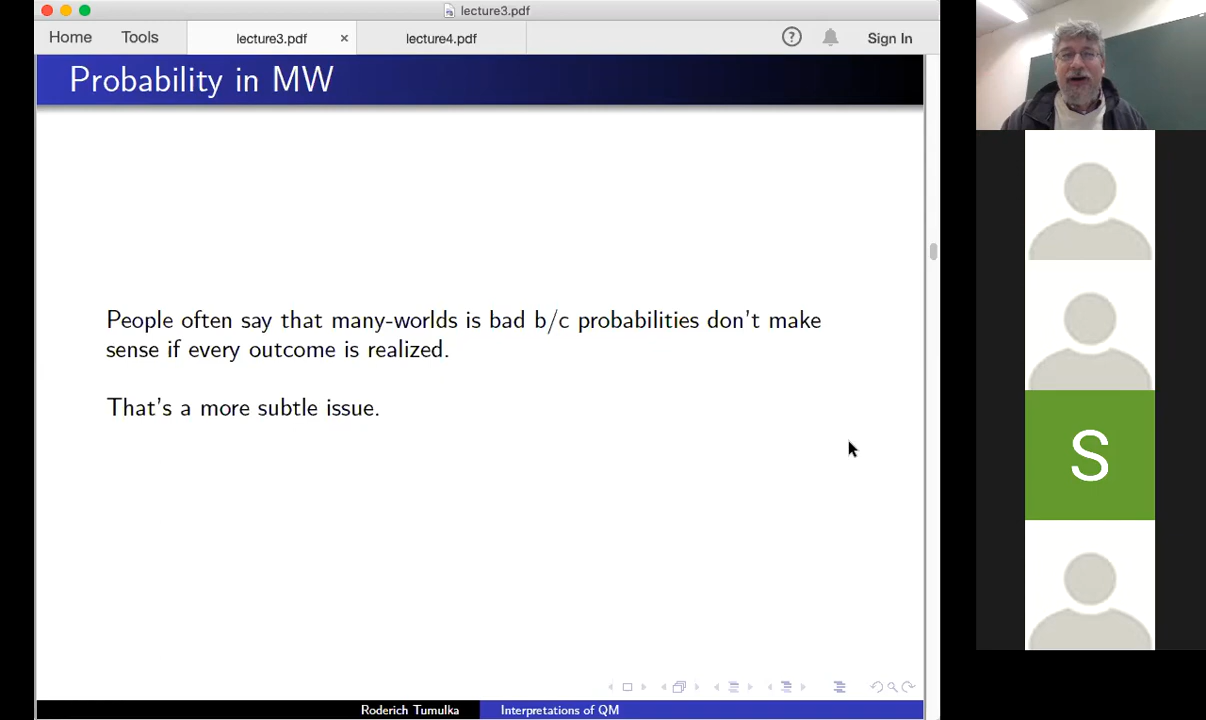 lecture3.pdf
Home Tools lecture3.pdf × lecture4.pdf ? Sign In
Probability in MW
People often say that many-worlds is bad b/c probabilities don't make
sense if every outcome is realized.
That's a more subtle issue.
S
Roderich Tumulka Interpretations of QM